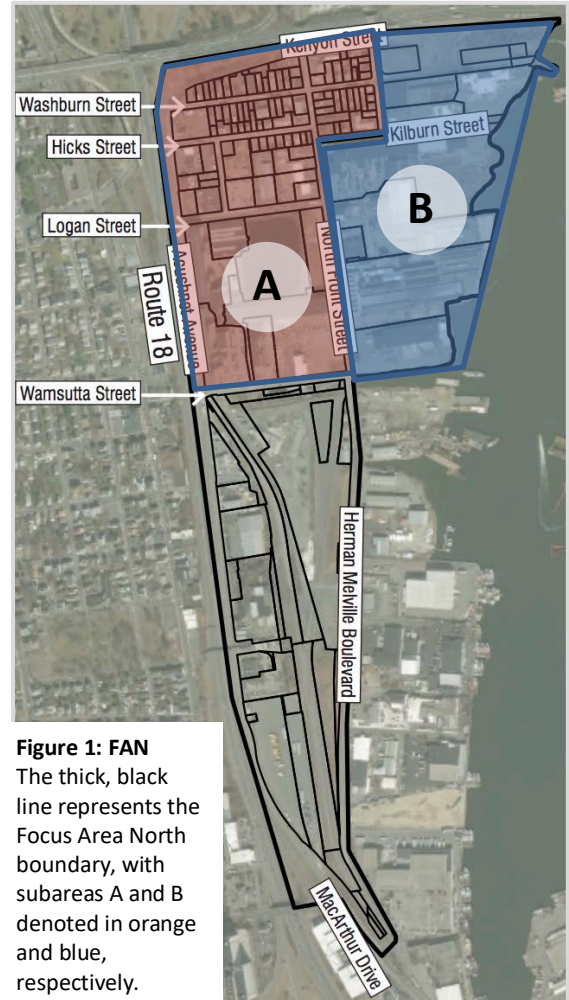 Kenyon Street
Washburn Street
Hicks Street
Kilburn Street
Logan Street
A
B
Acushnet Avenue
North Front Street
Route 18
Wamsutta Street
Herman Melville Boulevard
MacArthur Drive
Figure 1: FAN
The thick, black
line represents the
Focus Area North
boundary, with
subareas A and B
denoted in orange
and blue,
respectively.